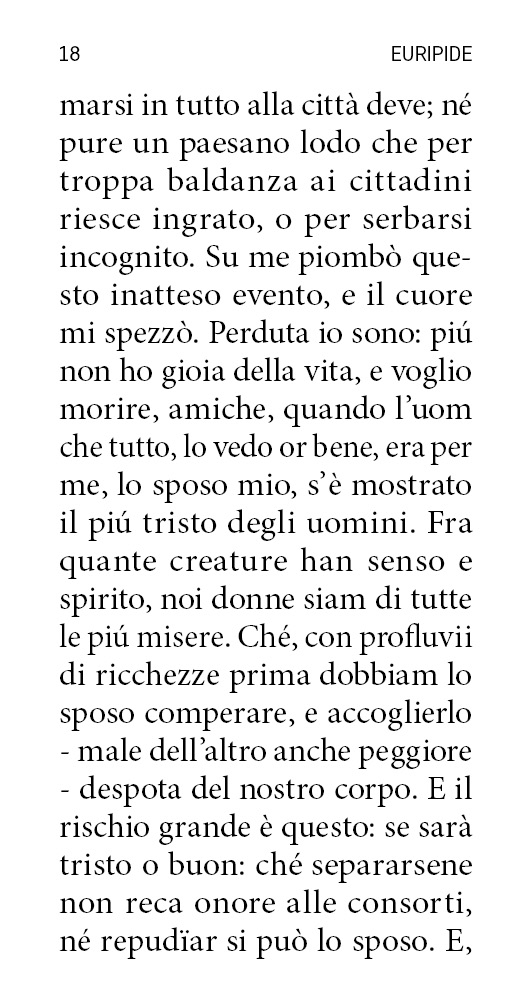 18 EURIPIDE
marsi in tutto alla città deve; né
pure un paesano lodo che per
troppa baldanza ai cittadini
riesce ingrato, o per serbarsi
incognito. Su me piombò que-
sto inatteso evento, e il cuore
mi spezzò. Perduta io sono: piú
non ho gioia della vita, e voglio
morire, amiche, quando l’uom
che tutto, lo vedo or bene, era per
me, lo sposo mio, s’è mostrato
il piú tristo degli uomini. Fra
quante creature han senso e
spirito, noi donne siam di tutte
le piú misere. Ché, con profluvii
di ricchezze prima dobbiam lo
sposo comperare, e accoglierlo
- male dell’altro anche peggiore
- despota del nostro corpo. E il
rischio grande è questo: se sarà
tristo o buon: ché separarsene
non reca onore alle consorti,
né repudïar si può lo sposo. E,